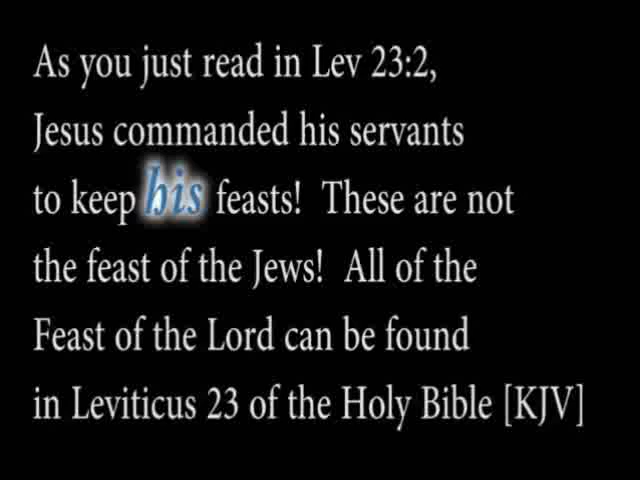 As you just read in Lev 23:2,
Jesus commanded his servants
to keep his feasts! These are not
the feast of the Jews! All of the
Feast of the Lord can be found
in Leviticus 23 of the Holy Bible [KJV]